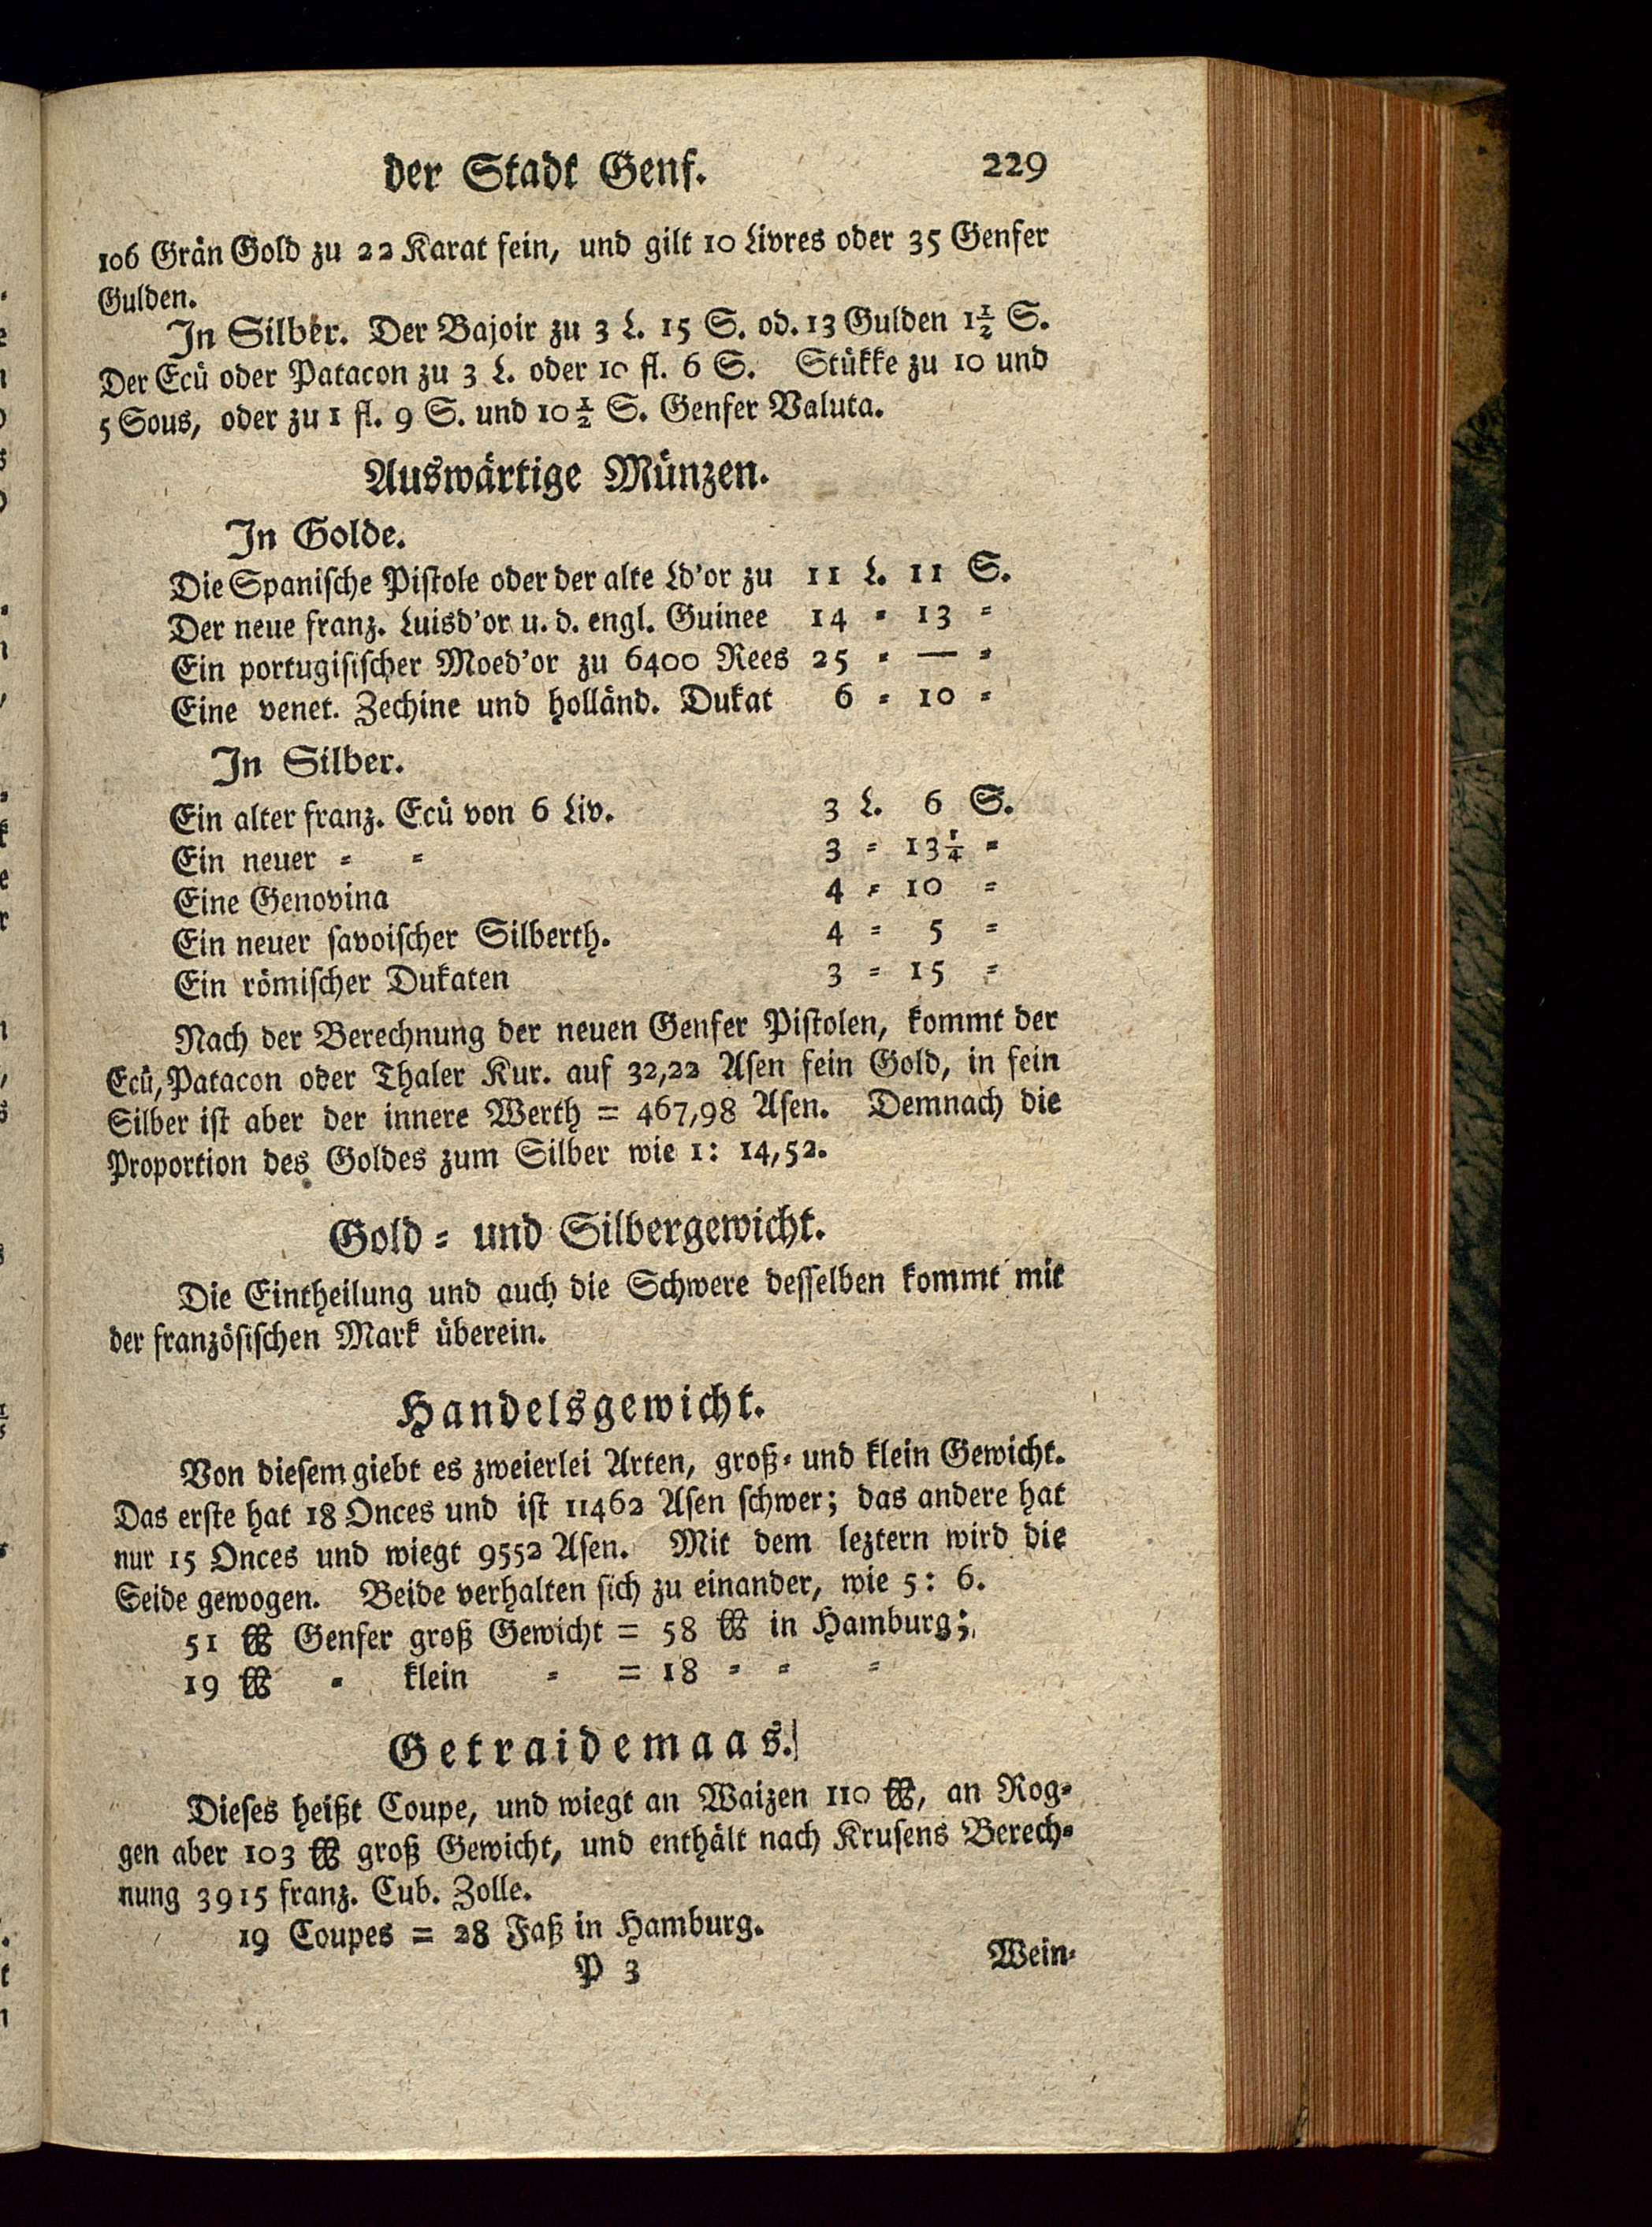 der Stadt Genf. 229
106 Grän Gold zu 22 Karat fein, und gilt 10 Livres oder 35 Genfer
Gulden.
In Silber. Der Bajoir zu 3 L. 15 S. od. 13 Gulden 1½ S.
Der Ecü oder Patacon zu 3 L. oder 10 fl. 6 S. Stükke zu 10 und
5 Sous, oder zu 1 fl. 9 S. und 10½ S. Genfer Valuta.
Auswärtige Münzen.
In Golde.
Die Spanische Pistole oder der alte Ld'or zu 11 L. 11 S.
Der neue franz. Luisd'or u. d. engl. Guinee 14 = 13 =
Ein portugisischer Moed'or zu 6400 Rees 25 = — =
Eine venet. Zechine und holländ. Dukat 6 = 10 =
In Silber.
Ein alter franz. Ecü von 6 Liv. 3 L. 6 S.
Ein neuer = = 3 = 13¼ =
Eine Genovina 4 = 10 =
Ein neuer savoischer Silberth. 4 = 5 =
Ein römischer Dukaten 3 = 15 =
Nach der Berechnung der neuen Genfer Pistolen, kommt der
Ecü, Patacon oder Thaler Kur. auf 32,22 Asen fein Gold, in fein
Silber ist aber der innere Werth = 467,98 Asen. Demnach die
Proportion des Goldes zum Silber wie 1: 14,52.
Gold= und Silbergewicht.
Die Eintheilung und auch die Schwere desselben kommt mit
der französischen Mark überein.
Handelsgewicht.
Von diesem giebt es zweierlei Arten, groß= und klein Gewicht.
Das erste hat 18 Onces und ist 11462 Asen schwer; das andere hat
nur 15 Onces und wiegt 9552 Asen. Mit dem leztern wird die
Seide gewogen. Beide verhalten sich zu einander, wie 5: 6.
51 ℔ Genfer groß Gewicht = 58 ℔ in Hamburg;
19 ℔ = klein = = 18 = = =
Getraidemaas.
Dieses heißt Coupe, und wiegt an Waizen 110 ℔, an Rog=
gen aber 103 ℔ groß Gewicht, und enthält nach Krusens Berech=
nung 3915 franz. Cub. Zolle.
19 Coupes = 28 Faß in Hamburg.
P 3 Wein=